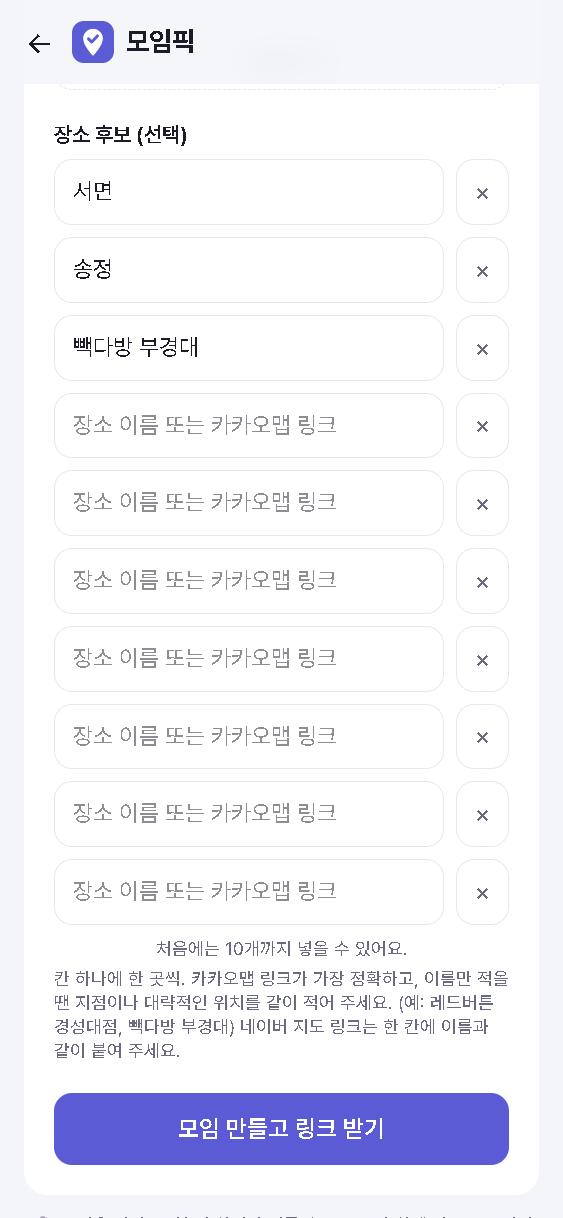 모임픽
장소 후보 (선택)
서면
×
송정
×
빽다방 부경대
×
장소 이름 또는 카카오맵 링크
×
장소 이름 또는 카카오맵 링크
×
장소 이름 또는 카카오맵 링크
×
장소 이름 또는 카카오맵 링크
×
장소 이름 또는 카카오맵 링크
×
장소 이름 또는 카카오맵 링크
×
장소 이름 또는 카카오맵 링크
×
처음에는 10개까지 넣을 수 있어요.
칸 하나에 한 곳씩. 카카오맵 링크가 가장 정확하고, 이름만 적을
땐 지점이나 대략적인 위치를 같이 적어 주세요. (예: 레드버튼
경성대점, 빽다방 부경대) 네이버 지도 링크는 한 칸에 이름과
같이 붙여 주세요.
모임 만들고 링크 받기